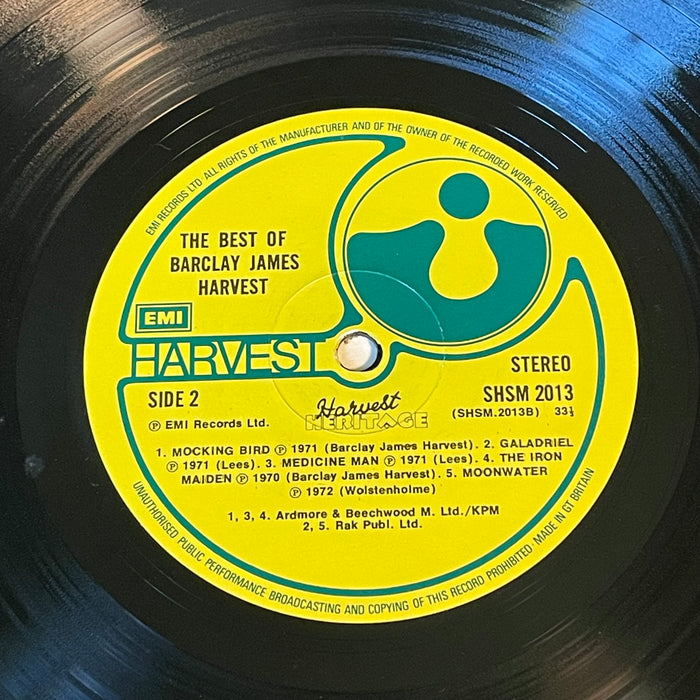 EMI RECORDS LTD ALL RIGHTS OF THE MANUFACTURER AND OF THE OWNER OF THE RECORDED WORK RESERVED
THE BEST OF
BARCLAY JAMES
HARVEST
EMI
HARVEST
STEREO
SIDE 2
SHSM 2013
Harvest
HERITAGE
(SHSM.2013B) 33⅓
Ⓟ EMI Records Ltd.
1. MOCKING BIRD Ⓟ 1971 (Barclay James Harvest). 2. GALADRIEL
Ⓟ 1971 (Lees). 3. MEDICINE MAN Ⓟ 1971 (Lees). 4. THE IRON
MAIDEN Ⓟ 1970 (Barclay James Harvest). 5. MOONWATER
Ⓟ 1972 (Wolstenholme)
1, 3, 4. Ardmore & Beechwood M. Ltd./KPM
2, 5. Rak Publ. Ltd.
UNAUTHORISED PUBLIC PERFORMANCE BROADCASTING AND COPYING OF THIS RECORD PROHIBITED MADE IN GT BRITAIN